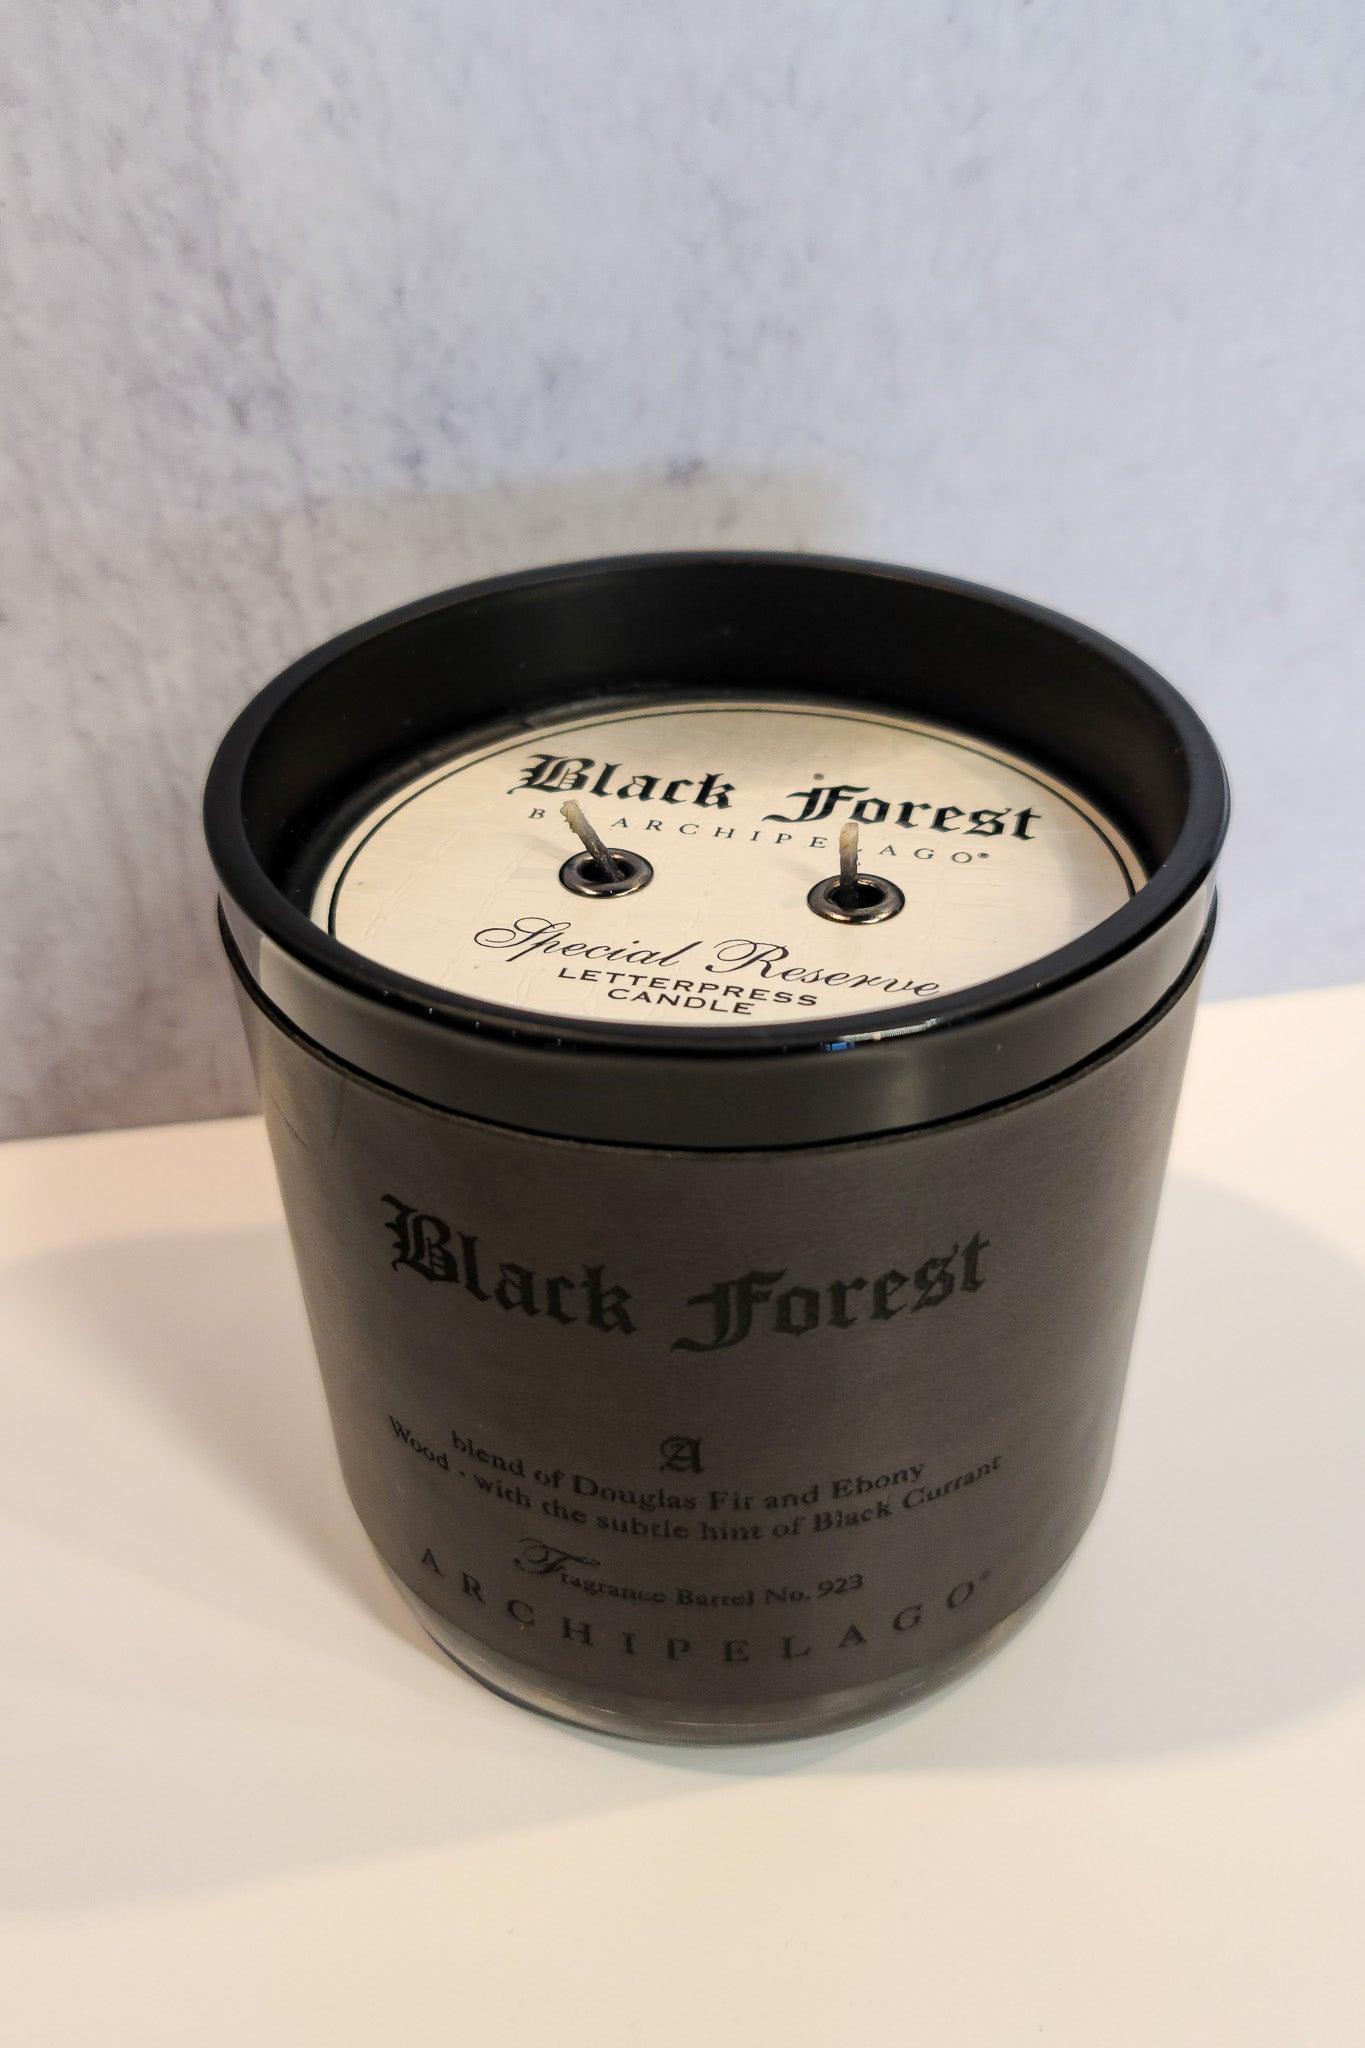 Black Forest
BY ARCHIPELAGO®
Special Reserve
LETTERPRESS
CANDLE
Black Forest
A
blend of Douglas Fir and Ebony
Wood - with the subtle hint of Black Currant
Fragrance Barrel No. 923
ARCHIPELAGO®